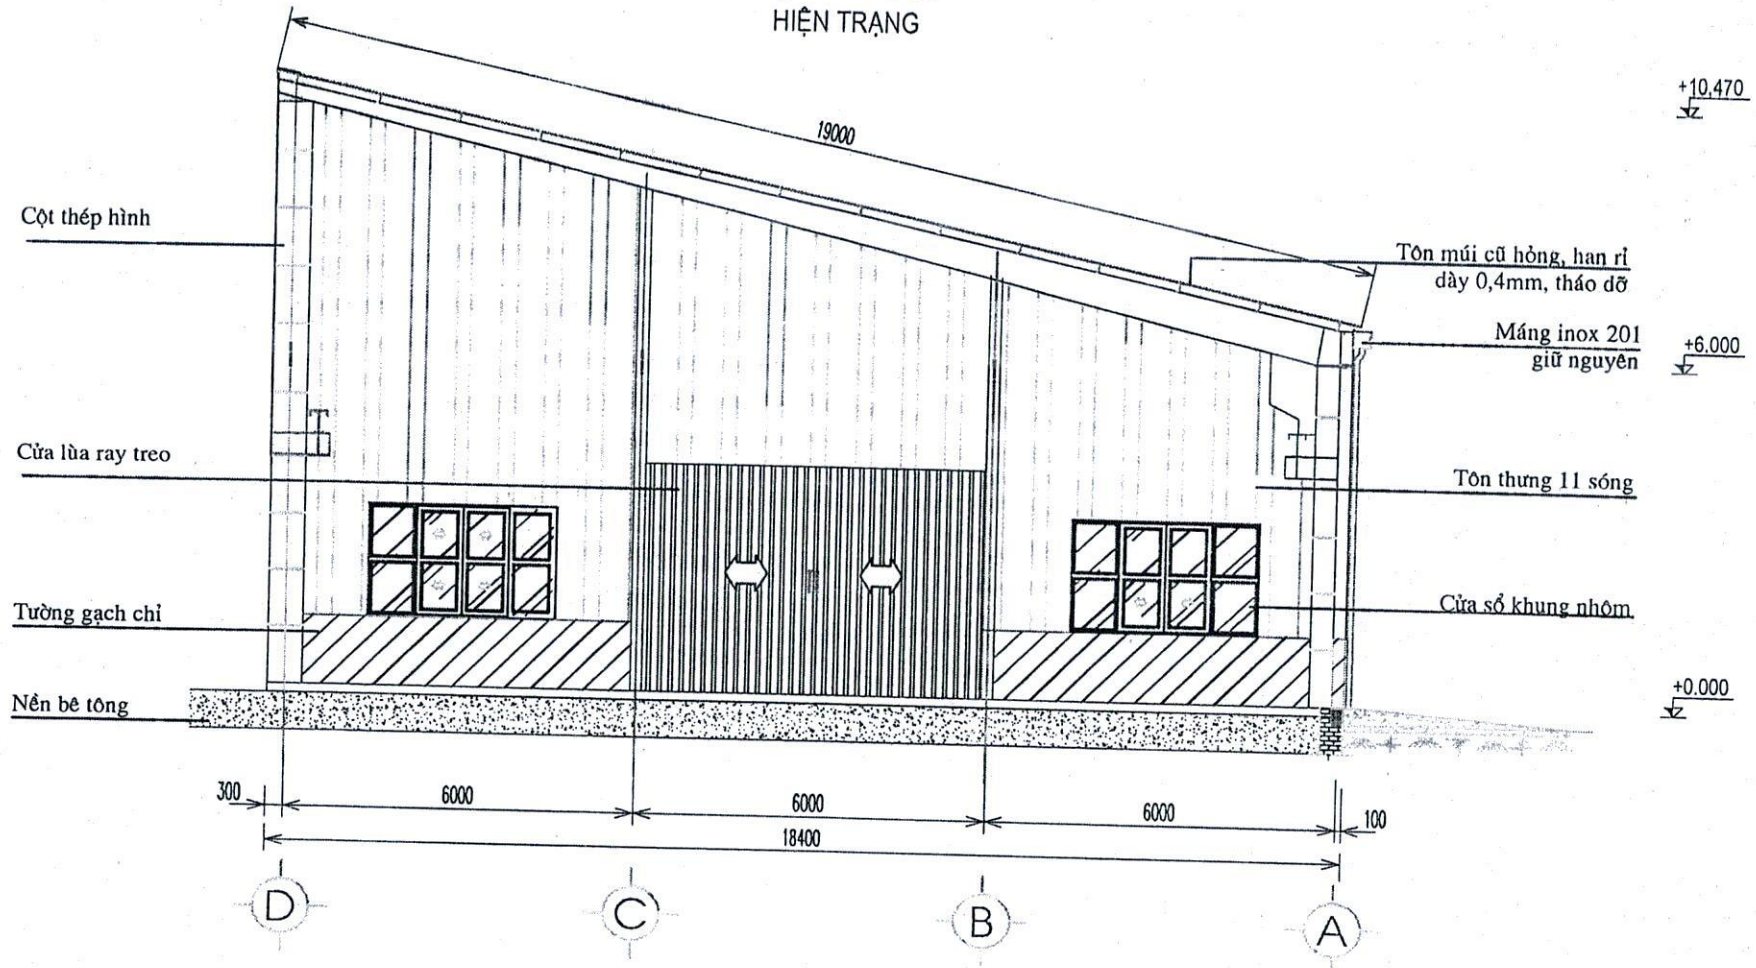 HIỆN TRẠNG
+10,470
19000
Cột thép hình
Tôn múi cũ hỏng, han rỉ
dày 0,4mm, tháo dỡ
Máng inox 201
giữ nguyên
+6.000
Cửa lùa ray treo
Tôn thưng 11 sóng
Tường gạch chỉ
Cửa sổ khung nhôm
Nền bê tông
+0.000
300
6000
6000
6000
100
18400
D
C
B
A